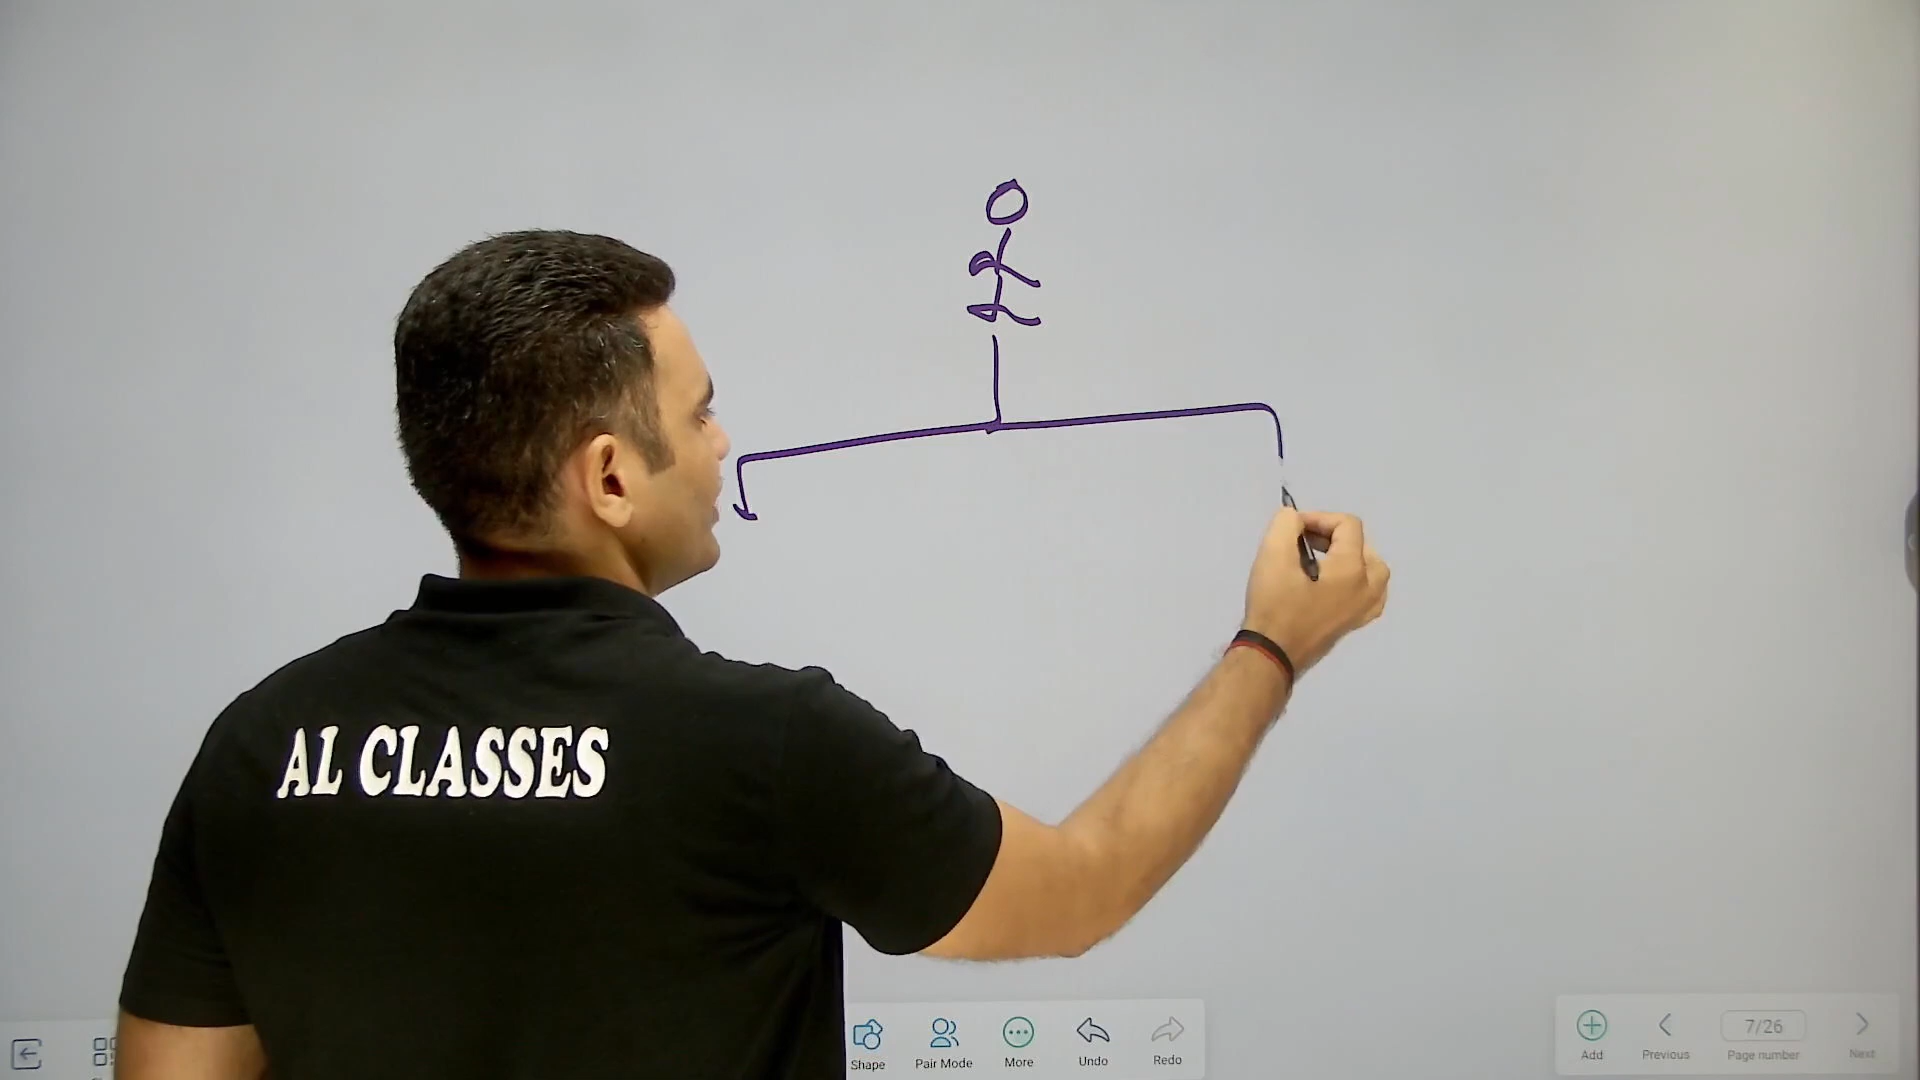 AL CLASSES
Shape
Pair Mode
More
Undo
Redo
Add
Previous
7/26
Page number
Next